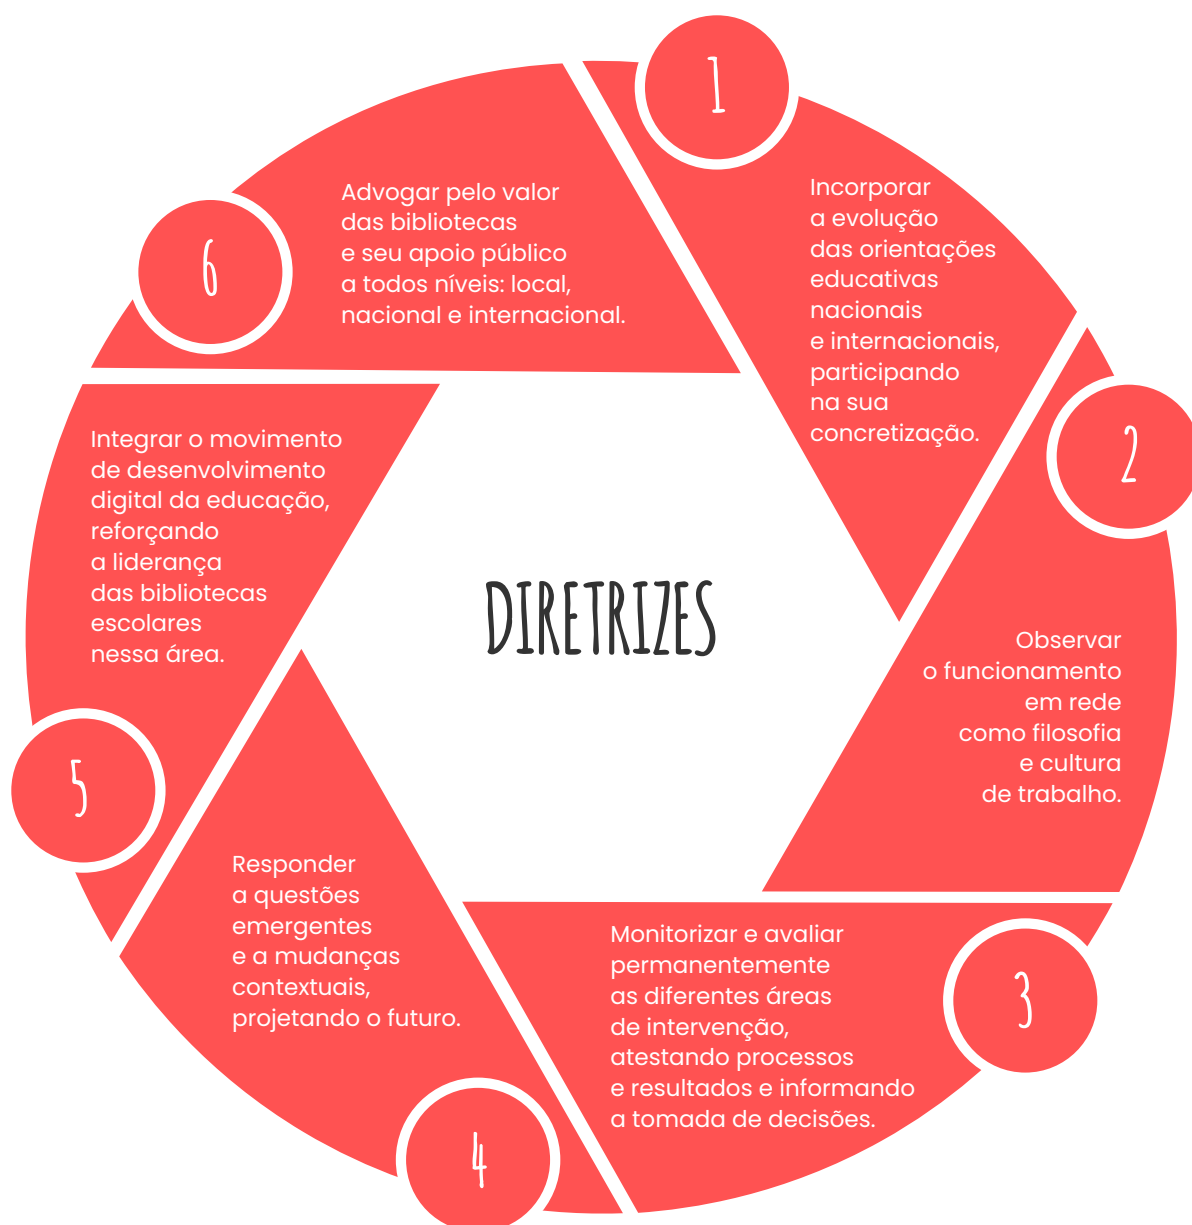 DIRETRIZES
1
Incorporar
a evolução
das orientações
educativas
nacionais
e internacionais,
participando
na sua
concretização.
2
Observar
o funcionamento
em rede
como filosofia
e cultura
de trabalho.
3
Monitorizar e avaliar
permanentemente
as diferentes áreas
de intervenção,
atestando processos
e resultados e informando
a tomada de decisões.
4
Responder
a questões
emergentes
e a mudanças
contextuais,
projetando o futuro.
5
Integrar o movimento
de desenvolvimento
digital da educação,
reforçando
a liderança
das bibliotecas
escolares
nessa área.
6
Advogar pelo valor
das bibliotecas
e seu apoio público
a todos níveis: local,
nacional e internacional.